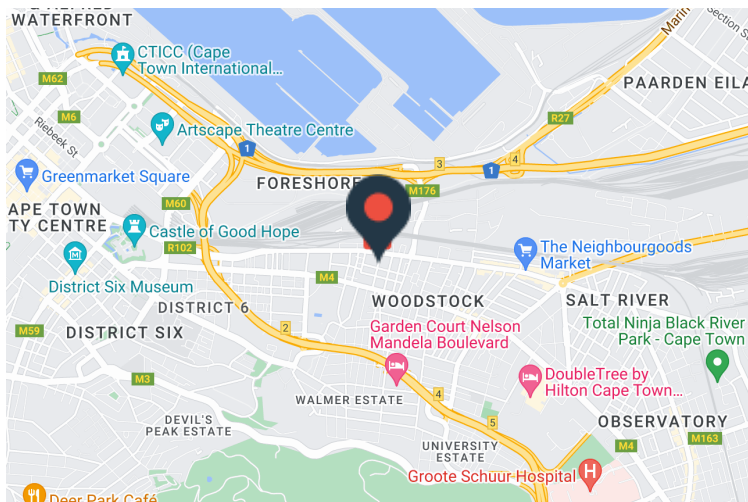 WATERFRONT
CTICC (Cape
Town International...
Marin
Section St
M62
PAARDEN EILA
M6
R27
Riebeek St
Artscape Theatre Centre
1
3
4
1
Greenmarket Square
FORESHORE
M176
M60
APE TOWN
TY CENTRE
Castle of Good Hope
R102
The Neighbourgoods
Market
M4
District Six Museum
DISTRICT 6
WOODSTOCK
SALT RIVER
M59
DISTRICT SIX
2
Garden Court Nelson
Mandela Boulevard
Total Ninja Black River
Park - Cape Town
M3
DoubleTree by
Hilton Cape Town...
WALMER ESTATE
4
5
DEVIL'S
PEAK ESTATE
OBSERVATORY
M4
M163
UNIVERSITY
ESTATE
Groote Schuur Hospital
H
Deer Park Café